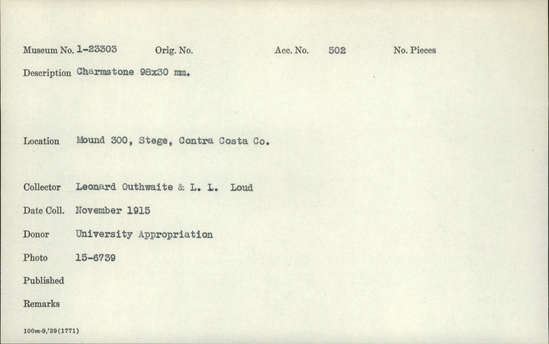 Museum No. 1-23303 Orig. No. Acc. No. 502 No. Pieces
Description Charmstone 98x30 mm.
Location Mound 300, Stege, Contra Costa Co.
Collector Leonard Outhwaite & L. L. Loud
Date Coll. November 1915
Donor University Appropriation
Photo 15-6739
Published
Remarks
100m-9,'39(1771)